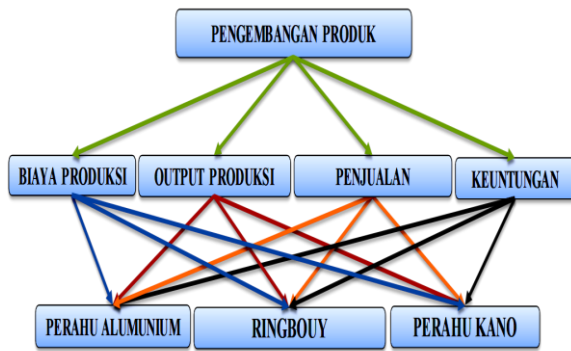 PENGEMBANGAN PRODUK
BIAYA PRODUKSI
OUTPUT PRODUKSI
PENJUALAN
KEUNTUNGAN
PERAHU ALUMUNIUM
RINGBOUY
PERAHU KANO